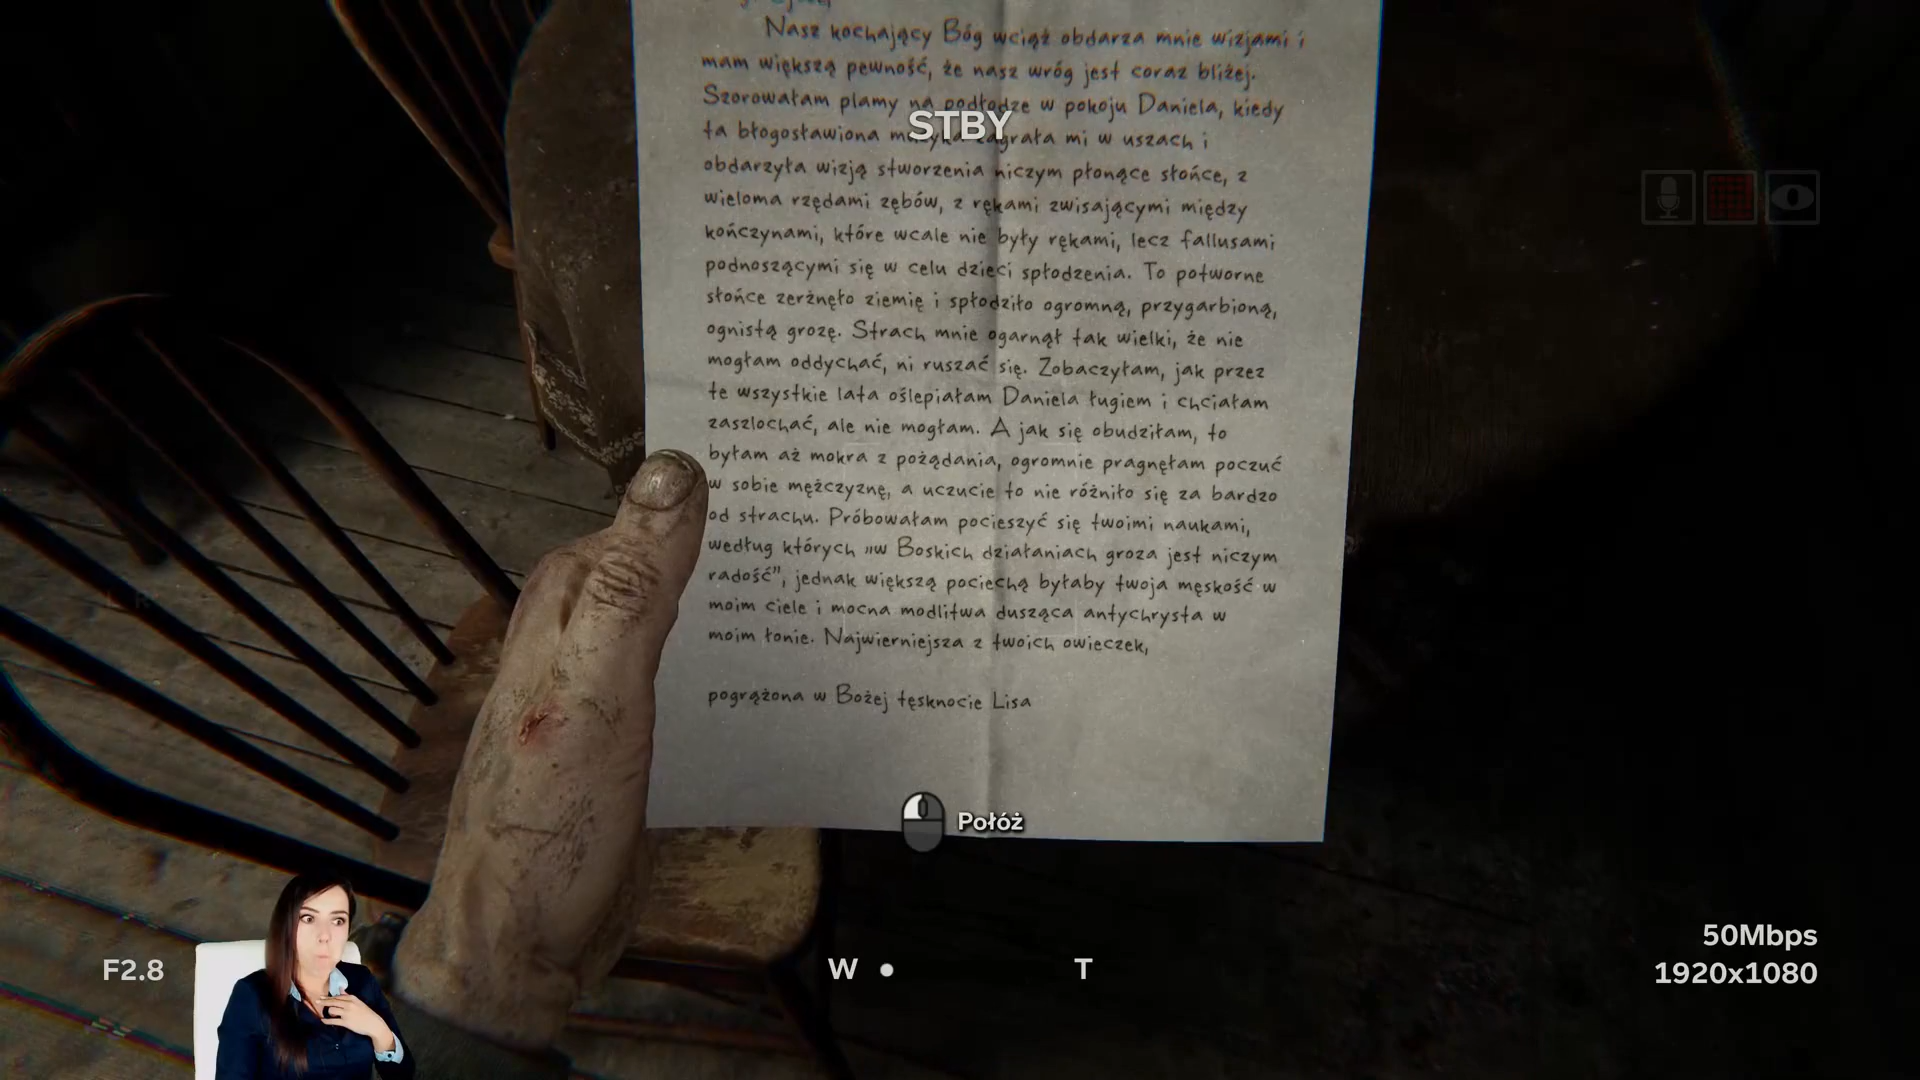 Nasz kochający Bóg wciąż obdarza mnie wizjami i
mam większą pewność, że nasz wróg jest coraz bliżej.
Szorowałam plamy na podłodze w pokoju Daniela, kiedy
ta błogosławiona muzyka zagrała mi w uszach i
STBY
obdarzyła wizją stworzenia niczym płonące słońce, z
wieloma rzędami zębów, z rękami zwisającymi między
kończynami, które wcale nie były rękami, lecz fallusami
podnoszącymi się w celu dzieci spłodzenia. To potworne
słońce zerżnęło ziemię i spłodziło ogromną, przygarbioną,
ognistą grozę. Strach mnie ogarnął tak wielki, że nie
mogłam oddychać, ni ruszać się. Zobaczyłam, jak przez
te wszystkie lata oślepiałam Daniela ługiem i chciałam
zaszlochać, ale nie mogłam. A jak się obudziłam, to
byłam aż mokra z pożądania, ogromnie pragnęłam poczuć
w sobie mężczyznę, a uczucie to nie różniło się za bardzo
od strachu. Próbowałam pocieszyć się twoimi naukami,
według których „w Boskich działaniach groza jest niczym
radość”, jednak większą pociechą byłaby twoja męskość w
moim ciele i mocna modlitwa dusząca antychrysta w
moim łonie. Najwierniejsza z twoich owieczek,
pogrążona w Bożej tęsknocie Lisa
Połóż
F2.8
W
T
50Mbps
1920x1080